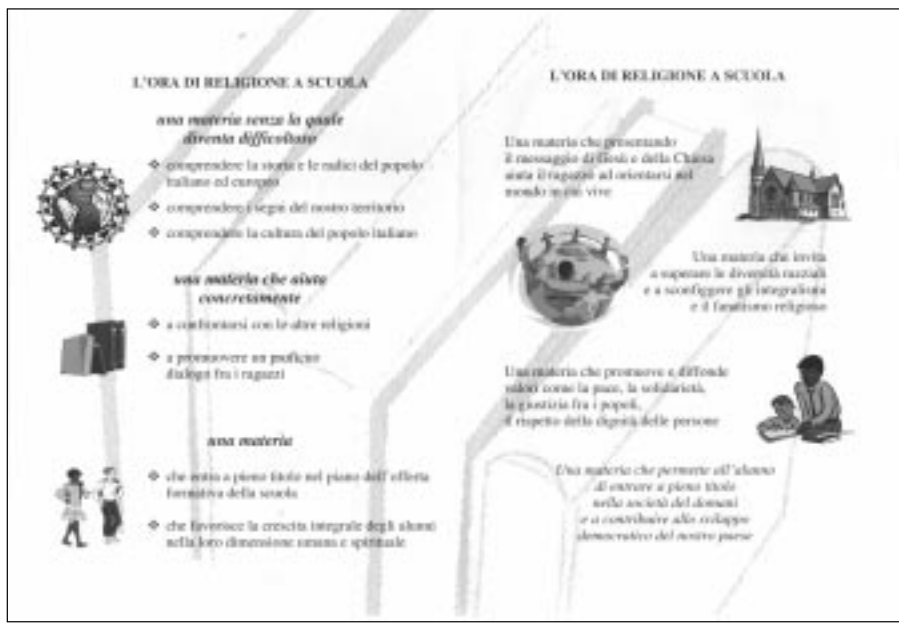 L'ORA DI RELIGIONE A SCUOLA
una materia senza la quale
diventa difficoltoso
❖ comprendere la storia e le radici del popolo
italiano ed europeo
❖ comprendere i segni del nostro territorio
❖ comprendere la cultura del popolo italiano
una materia che aiuta
concretamente
❖ a confrontarsi con le altre religioni
❖ a promuovere un proficuo
dialogo fra i ragazzi
una materia
❖ che entra a pieno titolo nel piano dell'offerta
formativa della scuola
❖ che favorisce la crescita integrale degli alunni
nella loro dimensione umana e spirituale
L'ORA DI RELIGIONE A SCUOLA
Una materia che presentando
il messaggio di Gesù e della Chiesa
aiuta il ragazzo ad orientarsi nel
mondo in cui vive
Una materia che invita
a superare le diversità razziali
e a sconfiggere gli integralismi
e il fanatismo religioso
Una materia che promuove e diffonde
valori come la pace, la solidarietà,
la giustizia fra i popoli,
il rispetto della dignità delle persone
Una materia che permette all'alunno
di entrare a pieno titolo
nella società del domani
e a contribuire allo sviluppo
democratico del nostro paese